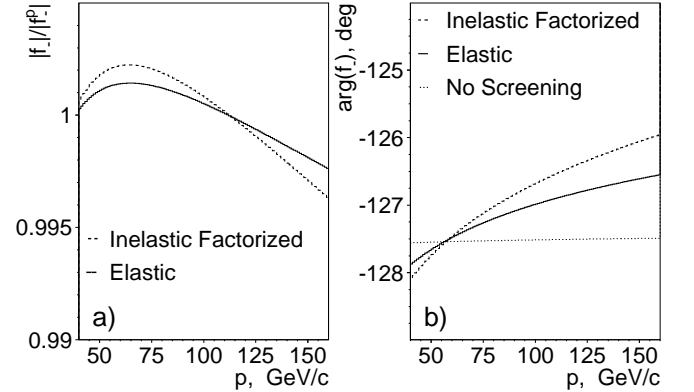 |f_-|/|f_-^p|
1
0.995
0.99
Inelastic Factorized
Elastic
a)
50 75 100 125 150
p, GeV/c
arg(f_-), deg
Inelastic Factorized
Elastic
No Screening
-125
-126
-127
-128
b)
50 75 100 125 150
p, GeV/c